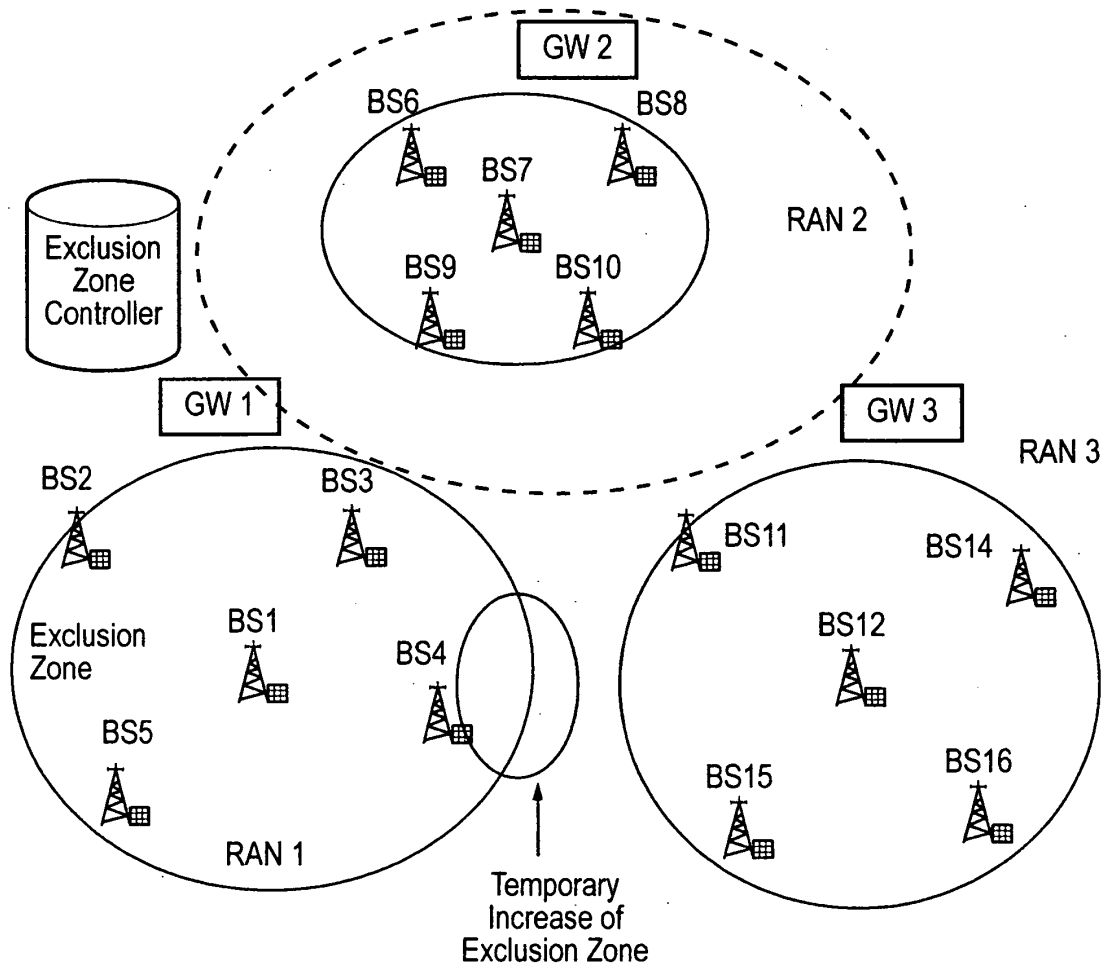 GW 2
BS6
BS8
BS7
RAN 2
Exclusion
Zone
Controller
BS9
BS10
GW 1
GW 3
RAN 3
BS2
BS3
BS11
BS14
Exclusion
Zone
BS1
BS4
BS12
BS5
BS15
BS16
RAN 1
Temporary
Increase of
Exclusion Zone